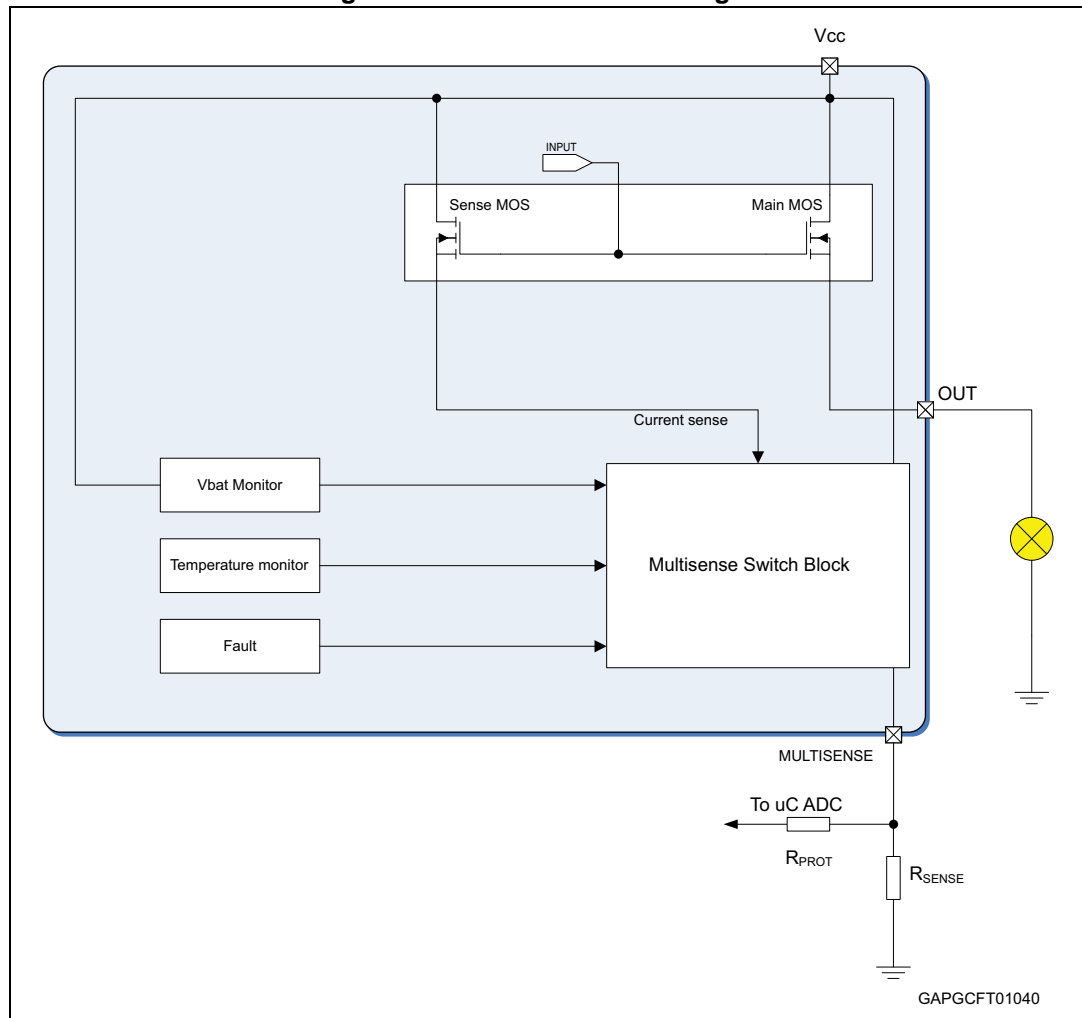 Vcc
INPUT
Sense MOS
Main MOS
OUT
Current sense
Vbat Monitor
Temperature monitor
Multisense Switch Block
Fault
MULTISENSE
To uC ADC
RPROT
RSENSE
GAPGCFT01040